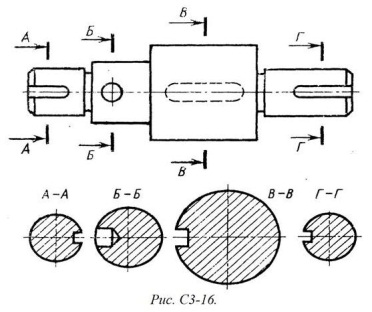 А Б В Г
А Б В Г
А – А Б – Б В – В Г – Г
Рис. С3-16.